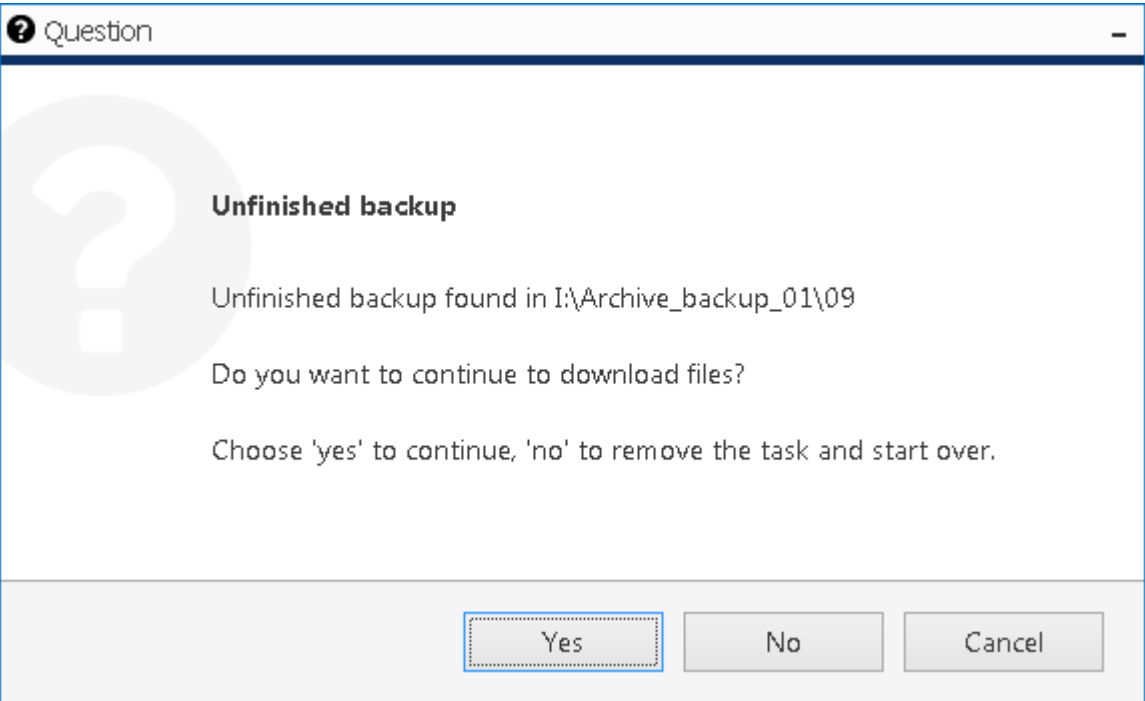 Question
Unfinished backup
Unfinished backup found in I:\Archive_backup_01\09
Do you want to continue to download files?
Choose 'yes' to continue, 'no' to remove the task and start over.
Yes
No
Cancel